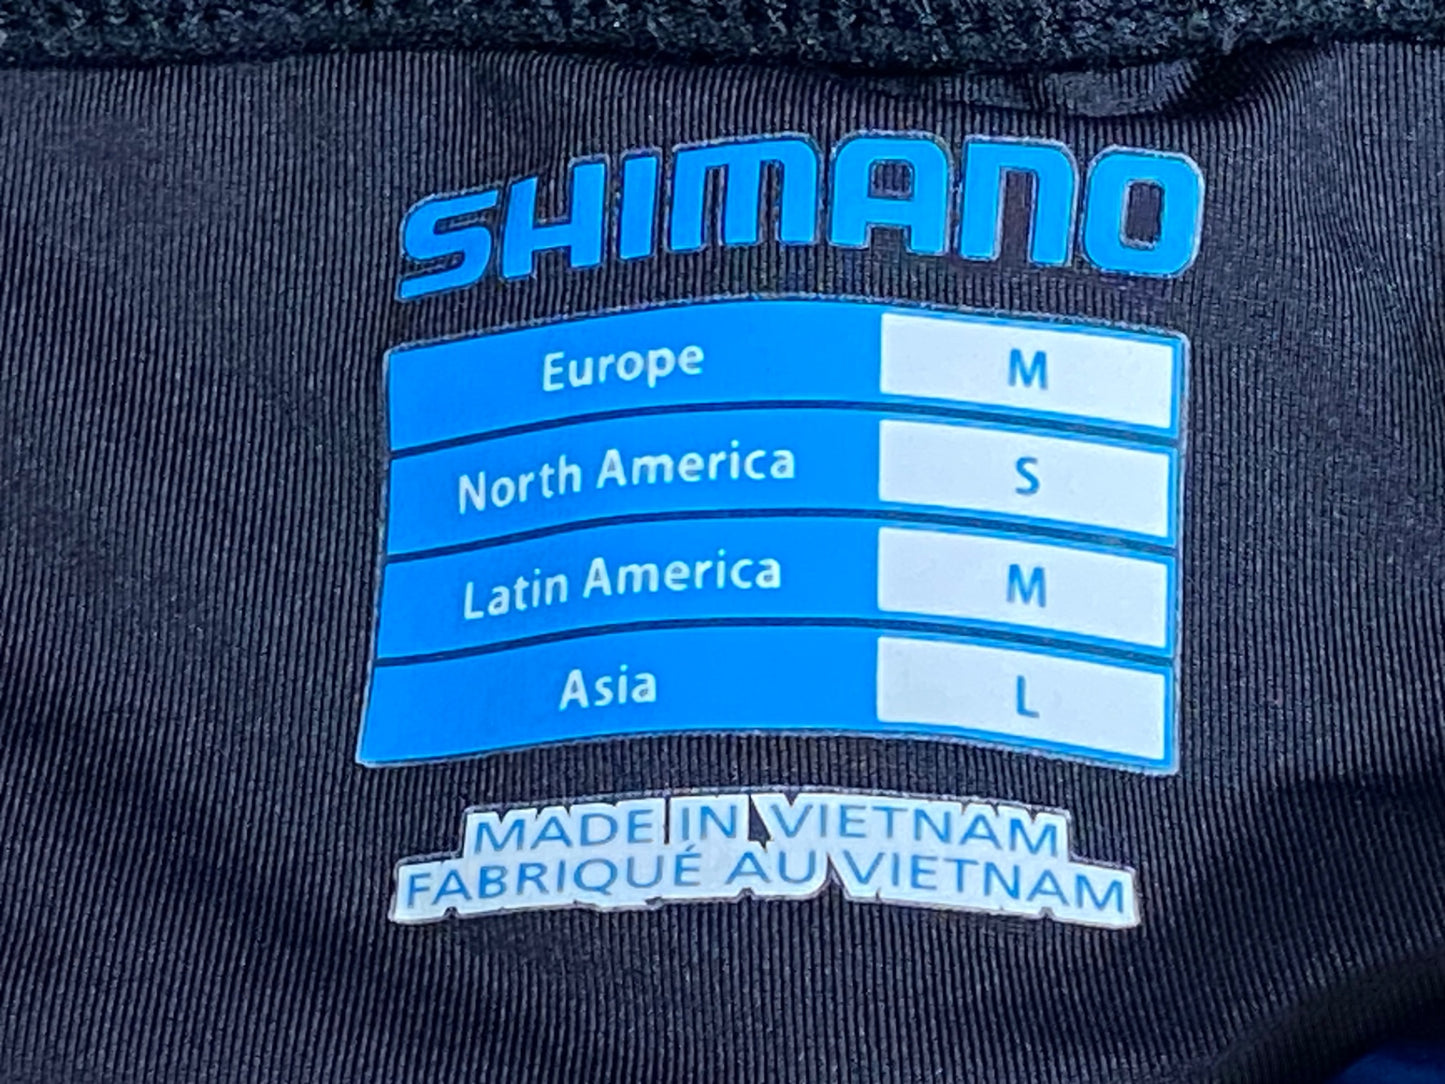 SHIMANO
Europe M
North America S
Latin America M
Asia L
MADE IN VIETNAM
FABRIQUÉ AU VIETNAM